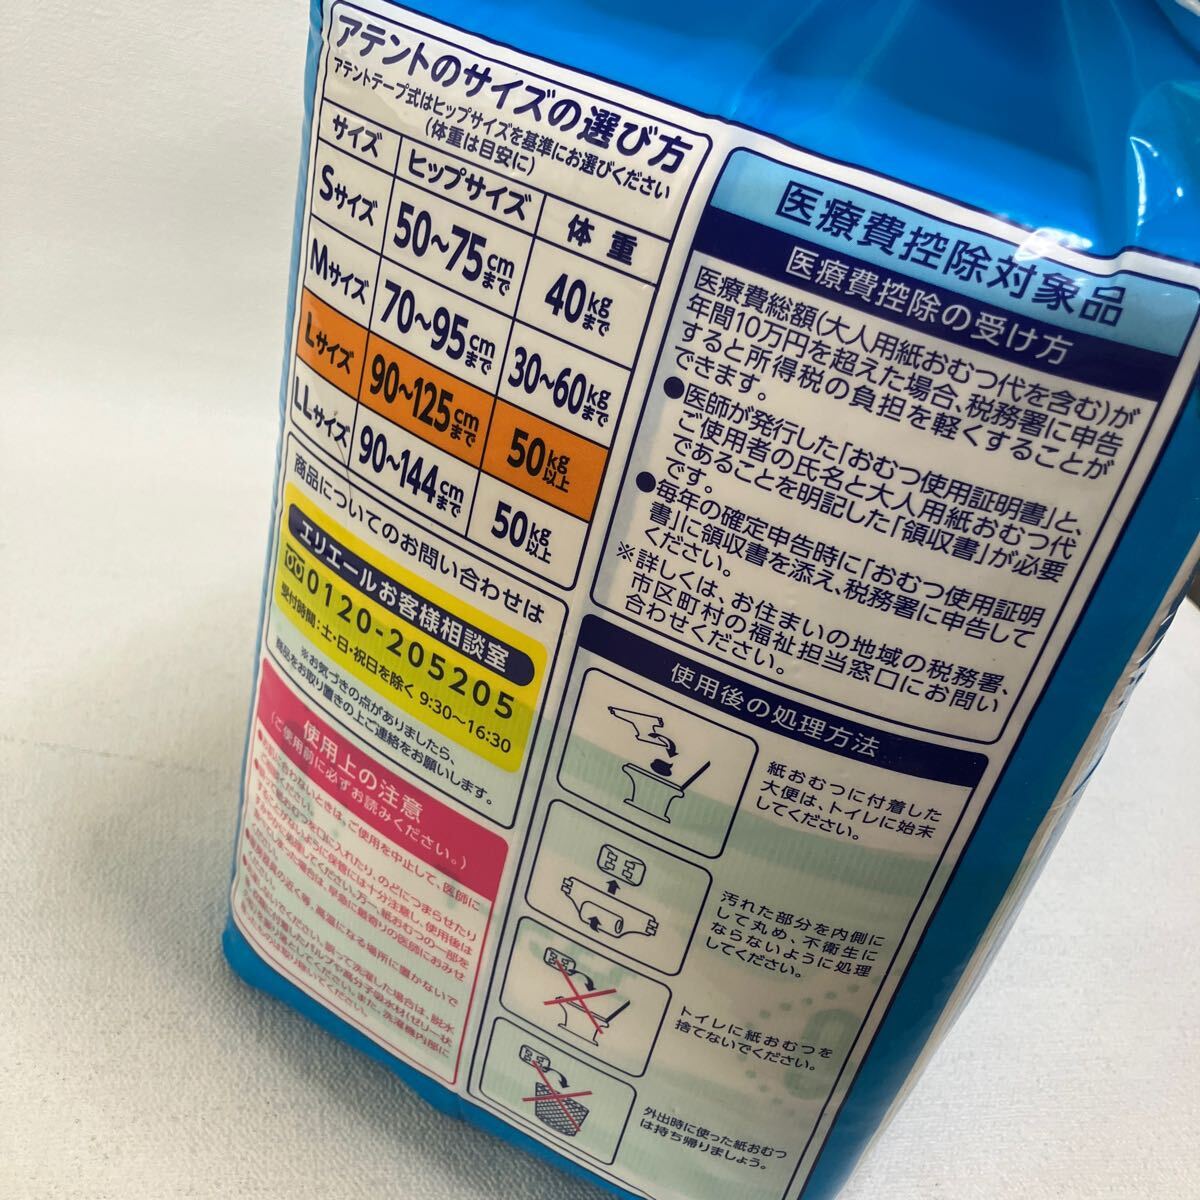 アテントのサイズの選び方
アテントテープ式はヒップサイズを基準にお選びください
(体重は目安に)
サイズ ヒップサイズ 体重
Sサイズ 50~75cmまで 40kgまで
Mサイズ 70~95cmまで 30~60kgまで
Lサイズ 90~125cmまで 50kg以上
LLサイズ 90~144cmまで 50kg以上
商品についてのお問い合わせは
エリエールお客様相談室
0120-205205
受付時間:土・日・祝日を除く 9:30~16:30
※お気づきの点がありましたら、
商品をお取り置きの上ご連絡をお願いします。
使用上の注意
(ご使用前に必ずお読みください。)
医療費控除対象品
医療費控除の受け方
医療費総額(大人用紙おむつ代を含む)が
年間10万円を超えた場合、税務署に申告
すると所得税の負担を軽くすることが
できます。
●医師が発行した「おむつ使用証明書」と、
ご使用者の氏名と大人用紙おむつ代
であることを明記した「領収書」が必要
です。
●毎年の確定申告時に「おむつ使用証明
書」に領収書を添え、税務署に申告して
ください。
※詳しくは、お住まいの地域の税務署、
市区町村の福祉担当窓口にお問い
合わせください。
使用後の処理方法
紙おむつに付着した
大便は、トイレに始末
してください。
汚れた部分を内側に
して丸め、不衛生に
ならないように処理
してください。
トイレに紙おむつを
捨てないでください。
外出時に使った紙おむつ
は持ち帰りましょう。